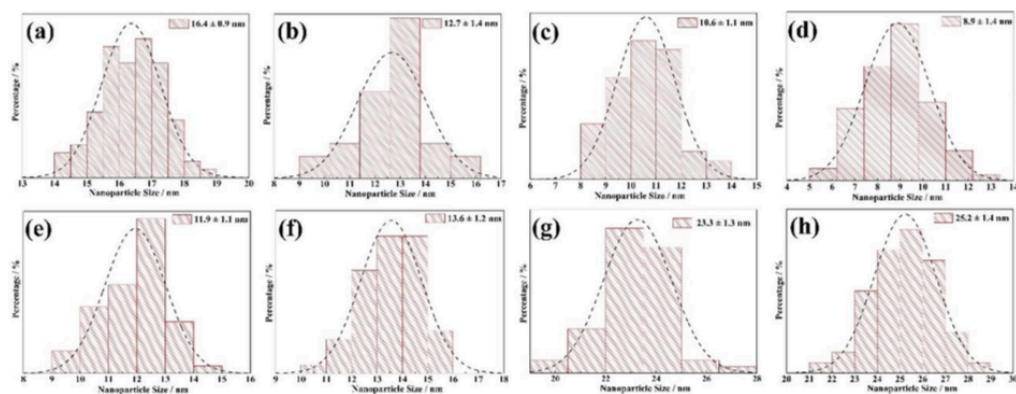 (a)
16.4 ± 0.9 nm
Percentage / %
13 14 15 16 17 18 19 20
Nanoparticle Size / nm
(b)
12.7 ± 1.4 nm
Percentage / %
8 9 10 11 12 13 14 15 16 17
Nanoparticle Size / nm
(c)
10.6 ± 1.1 nm
Percentage / %
6 7 8 9 10 11 12 13 14 15
Nanoparticle Size / nm
(d)
8.9 ± 1.4 nm
Percentage / %
4 5 6 7 8 9 10 11 12 13 14
Nanoparticle Size / nm
(e)
11.9 ± 1.1 nm
Percentage / %
8 9 10 11 12 13 14 15 16
Nanoparticle Size / nm
(f)
13.6 ± 1.2 nm
Percentage / %
9 10 11 12 13 14 15 16 17 18
Nanoparticle Size / nm
(g)
23.3 ± 1.3 nm
Percentage / %
20 22 24 26 28
Nanoparticle Size / nm
(h)
25.2 ± 1.4 nm
Percentage / %
20 21 22 23 24 25 26 27 28 29 30
Nanoparticle Size / nm